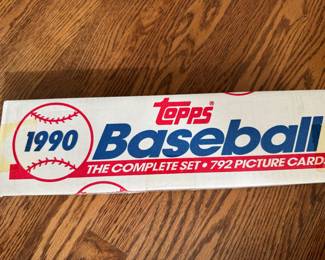 Topps
1990 Baseball
THE COMPLETE SET • 792 PICTURE CARDS